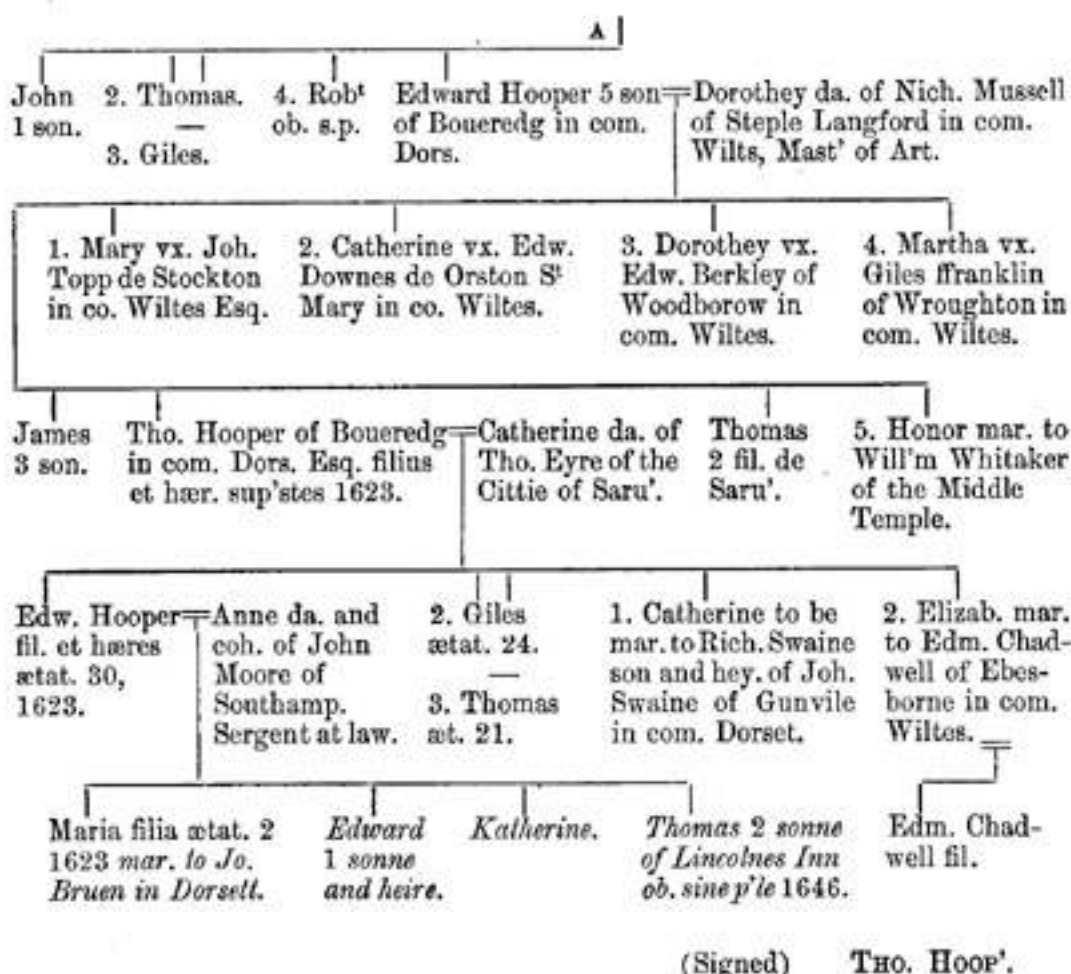 A
John
1 son.
2. Thomas.
—
3. Giles.
4. Robt
ob. s.p.
Edward Hooper 5 son
of Boueredg in com.
Dors.
Dorothey da. of Nich. Mussell
of Steple Langford in com.
Wilts, Mast' of Art.
1. Mary vx. Joh.
Topp de Stockton
in co. Wiltes Esq.
2. Catherine vx. Edw.
Downes de Orston St
Mary in co. Wiltes.
3. Dorothey vx.
Edw. Berkley of
Woodborow in
com. Wiltes.
4. Martha vx.
Giles ffranklin
of Wroughton in
com. Wiltes.
James
3 son.
Tho. Hooper of Boueredg
in com. Dors. Esq. filius
et hær. sup'stes 1623.
Catherine da. of
Tho. Eyre of the
Cittie of Saru'.
Thomas
2 fil. de
Saru'.
5. Honor mar. to
Will'm Whitaker
of the Middle
Temple.
Edw. Hooper
fil. et hæres
ætat. 30,
1623.
Anne da. and
coh. of John
Moore of
Southamp.
Sergent at law.
2. Giles
ætat. 24.
—
3. Thomas
æt. 21.
1. Catherine to be
mar. to Rich. Swaine
son and hey. of Joh.
Swaine of Gunvile
in com. Dorset.
2. Elizab. mar.
to Edm. Chad-
well of Ebes-
borne in com.
Wiltes.
Maria filia ætat. 2
1623 mar. to Jo.
Bruen in Dorsett.
Edward
1 sonne
and heire.
Katherine.
Thomas 2 sonne
of Lincolnes Inn
ob. sine p'le 1646.
Edm. Chad-
well fil.
(Signed) THO. HOOP'.